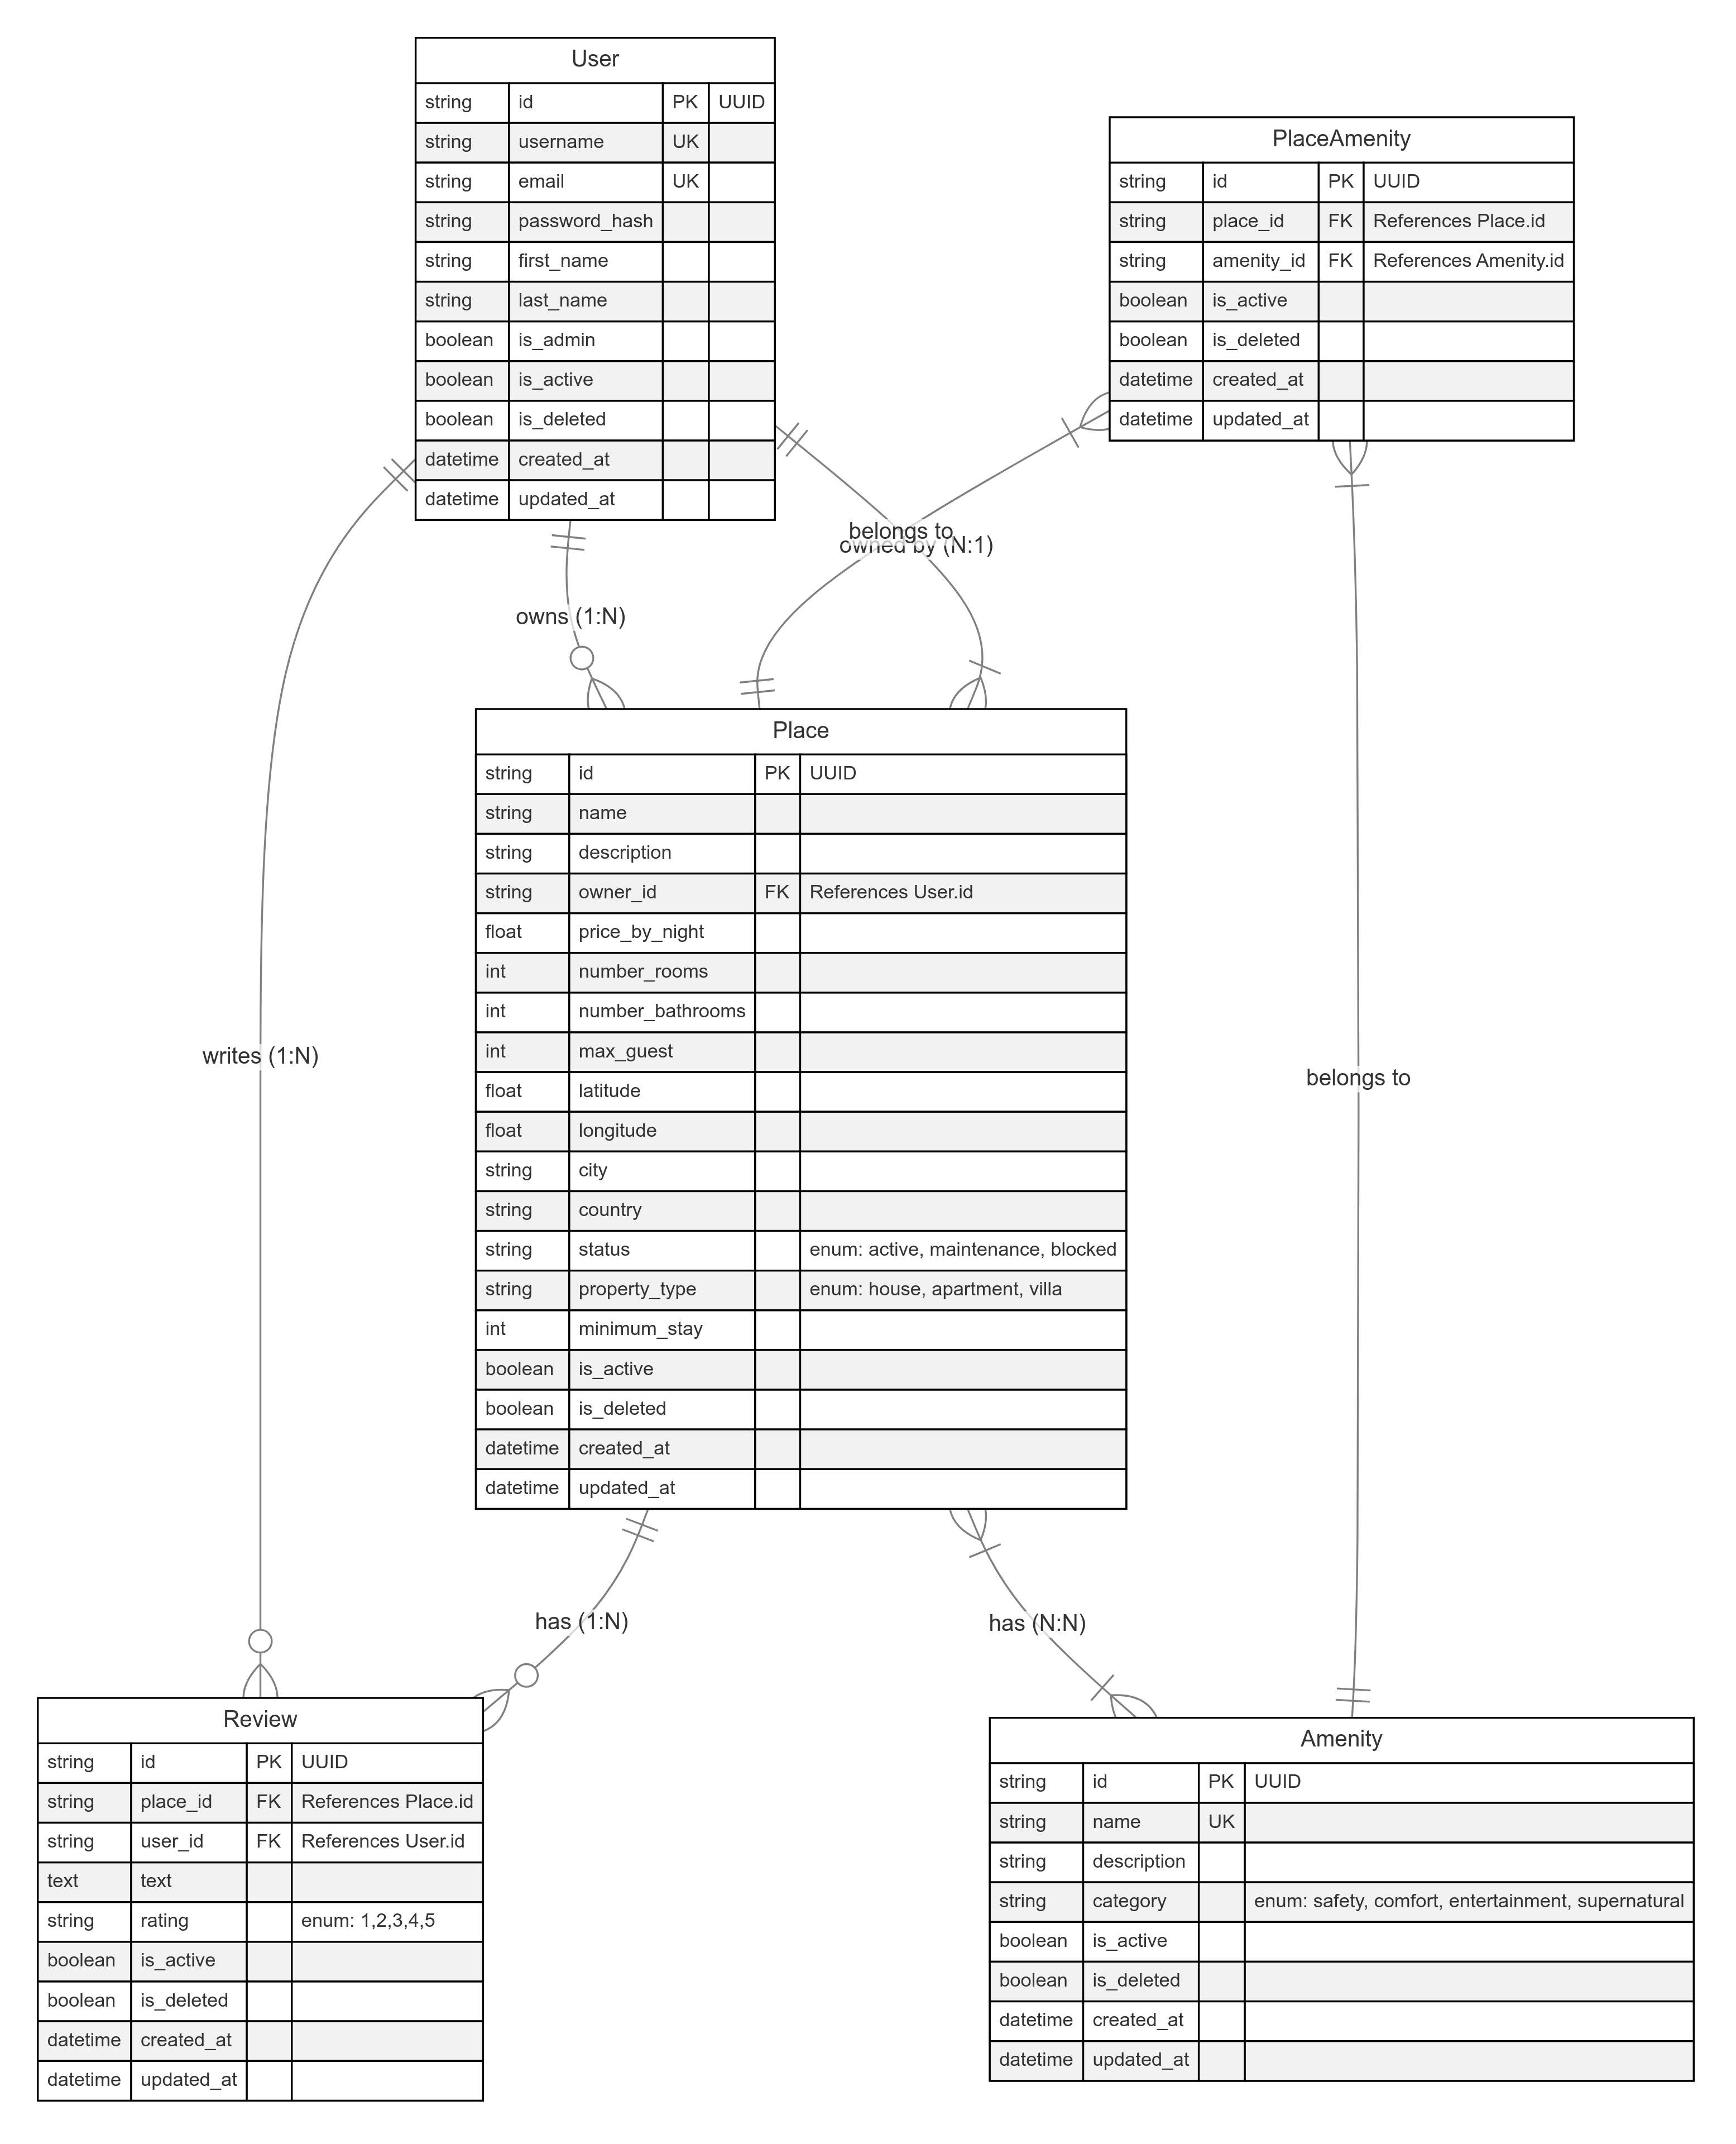 User
string id PK UUID
string username UK
string email UK
string password_hash
string first_name
string last_name
boolean is_admin
boolean is_active
boolean is_deleted
datetime created_at
datetime updated_at
PlaceAmenity
string id PK UUID
string place_id FK References Place.id
string amenity_id FK References Amenity.id
boolean is_active
boolean is_deleted
datetime created_at
datetime updated_at
belongs to
owned by (N:1)
owns (1:N)
Place
string id PK UUID
string name
string description
string owner_id FK References User.id
float price_by_night
int number_rooms
int number_bathrooms
int max_guest
float latitude
float longitude
string city
string country
string status enum: active, maintenance, blocked
string property_type enum: house, apartment, villa
int minimum_stay
boolean is_active
boolean is_deleted
datetime created_at
datetime updated_at
writes (1:N)
belongs to
has (1:N)
has (N:N)
Review
string id PK UUID
string place_id FK References Place.id
string user_id FK References User.id
text text
string rating enum: 1,2,3,4,5
boolean is_active
boolean is_deleted
datetime created_at
datetime updated_at
Amenity
string id PK UUID
string name UK
string description
string category enum: safety, comfort, entertainment, supernatural
boolean is_active
boolean is_deleted
datetime created_at
datetime updated_at